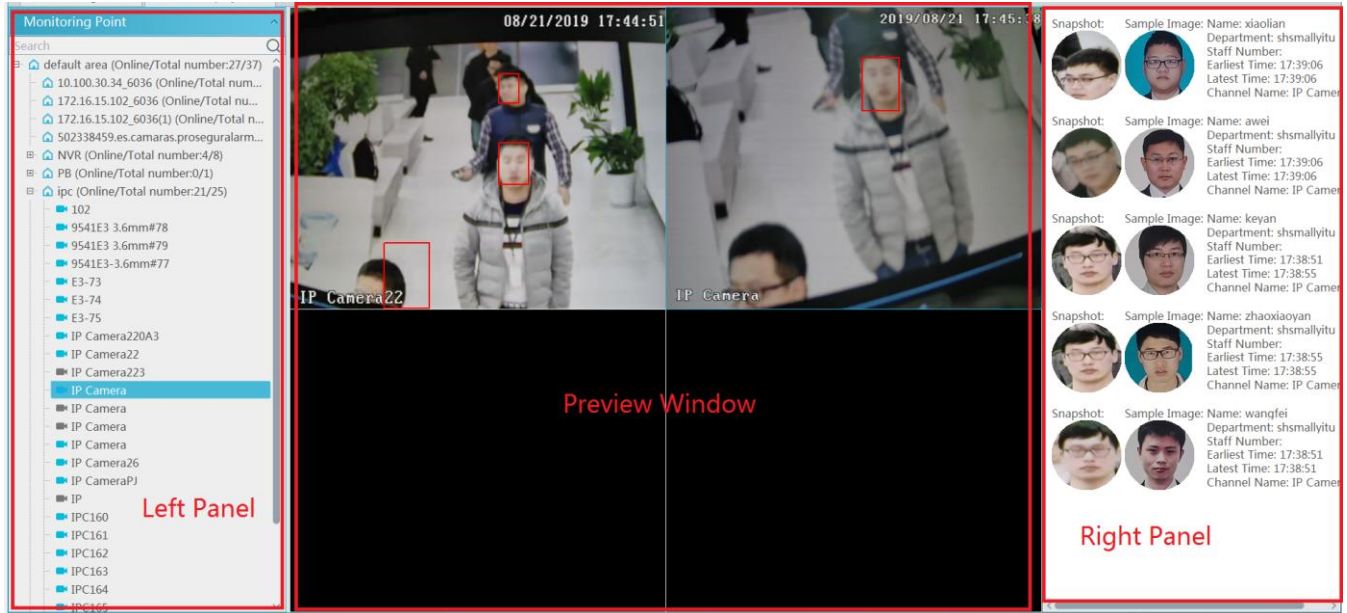 Monitoring Point
Search
default area (Online/Total number:27/37)
10.100.30.34_6036 (Online/Total num...
172.16.15.102_6036 (Online/Total nu...
172.16.15.102_6036(1) (Online/Total n...
502338459.es.camaras.proseguralarm...
NVR (Online/Total number:4/8)
PB (Online/Total number:0/1)
ipc (Online/Total number:21/25)
102
9541E3 3.6mm#78
9541E3 3.6mm#79
9541E3-3.6mm#77
E3-73
E3-74
E3-75
IP Camera220A3
IP Camera22
IP Camera223
IP Camera
IP Camera
IP Camera
IP Camera
IP Camera26
IP CameraPJ
IP
IPC160
IPC161
IPC162
IPC163
IPC164
IPC165
Left Panel
08/21/2019 17:44:51
IP Camera22
2019/08/21 17:45:38
IP Camera
Preview Window
Snapshot: Sample Image: Name: xiaolian
Department: shsmallyitu
Staff Number:
Earliest Time: 17:39:06
Latest Time: 17:39:06
Channel Name: IP Camer
Snapshot: Sample Image: Name: awei
Department: shsmallyitu
Staff Number:
Earliest Time: 17:39:06
Latest Time: 17:39:06
Channel Name: IP Camer
Snapshot: Sample Image: Name: keyan
Department: shsmallyitu
Staff Number:
Earliest Time: 17:38:51
Latest Time: 17:38:55
Channel Name: IP Camer
Snapshot: Sample Image: Name: zhaoxiaoyan
Department: shsmallyitu
Staff Number:
Earliest Time: 17:38:55
Latest Time: 17:38:55
Channel Name: IP Camer
Snapshot: Sample Image: Name: wangfei
Department: shsmallyitu
Staff Number:
Earliest Time: 17:38:51
Latest Time: 17:38:51
Channel Name: IP Camer
Right Panel